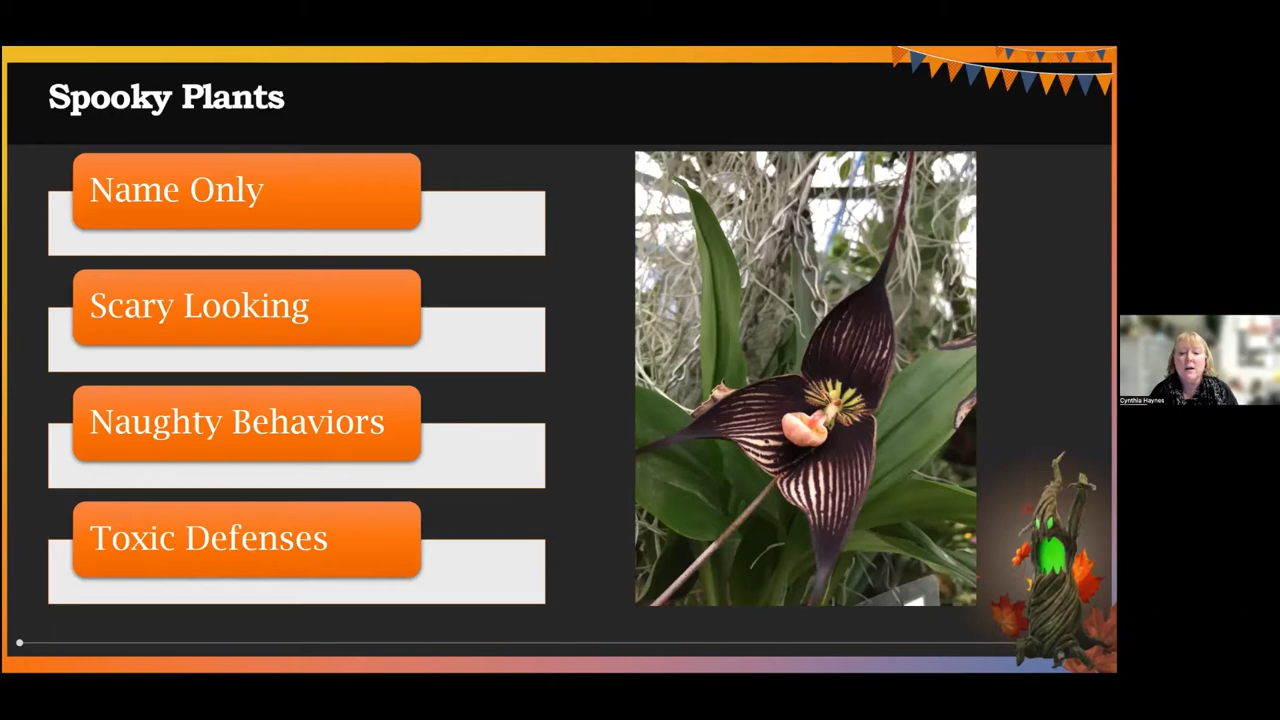 Spooky Plants
Name Only
Scary Looking
Naughty Behaviors
Toxic Defenses
Cynthia Haynes